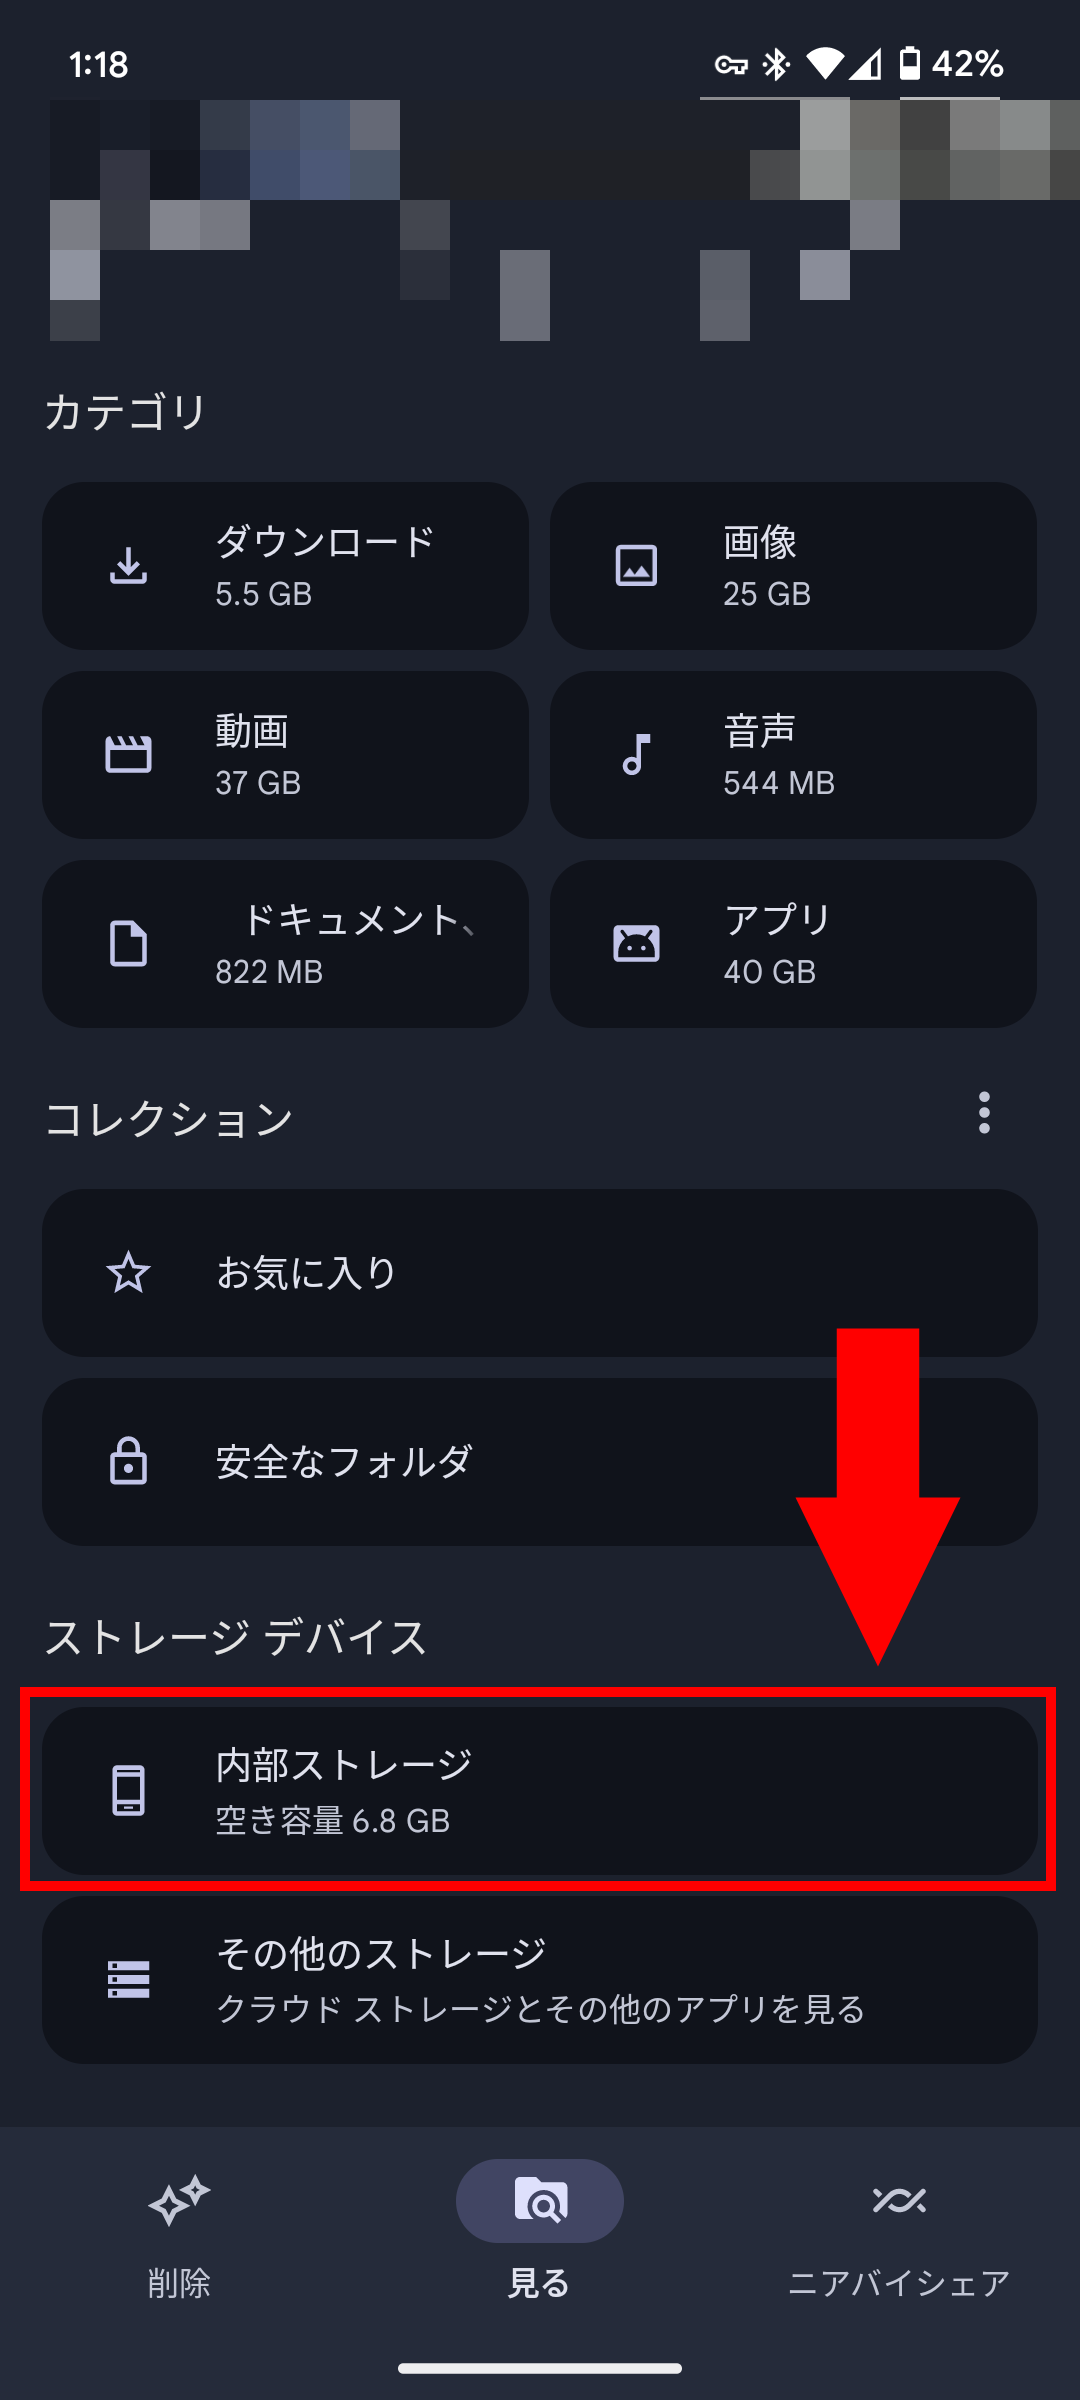 1:18
42%
カテゴリ
ダウンロード
5.5 GB
画像
25 GB
動画
37 GB
音声
544 MB
ドキュメント、
822 MB
アプリ
40 GB
コレクション
お気に入り
安全なフォルダ
ストレージ デバイス
内部ストレージ
空き容量 6.8 GB
その他のストレージ
クラウド ストレージとその他のアプリを見る
削除
見る
ニアバイシェア